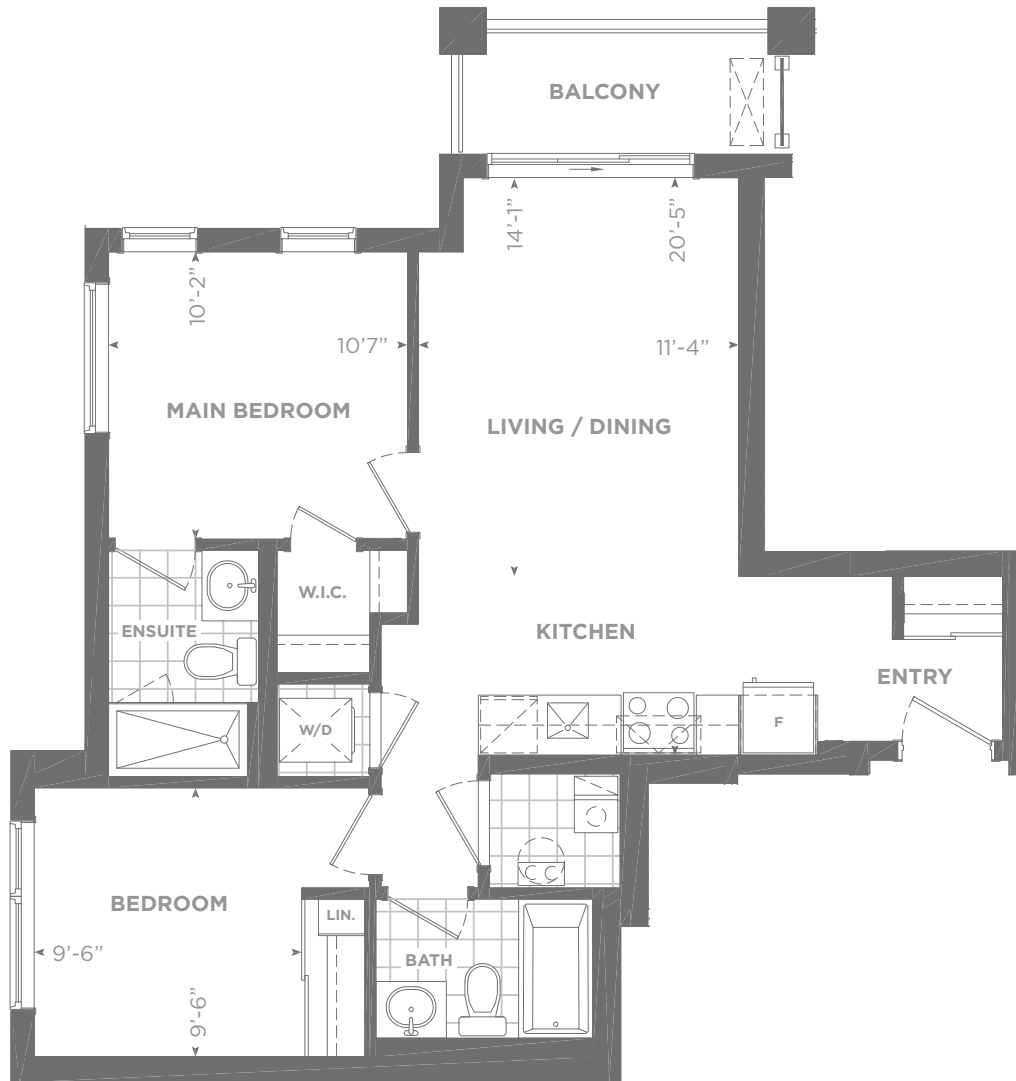 BALCONY
14’-1”
20’-5”
10’-2”
10’7”
11’-4”
MAIN BEDROOM
LIVING / DINING
W.I.C.
ENSUITE
KITCHEN
ENTRY
W/D
F
BEDROOM
LIN.
9’-6”
BATH
9’-6”